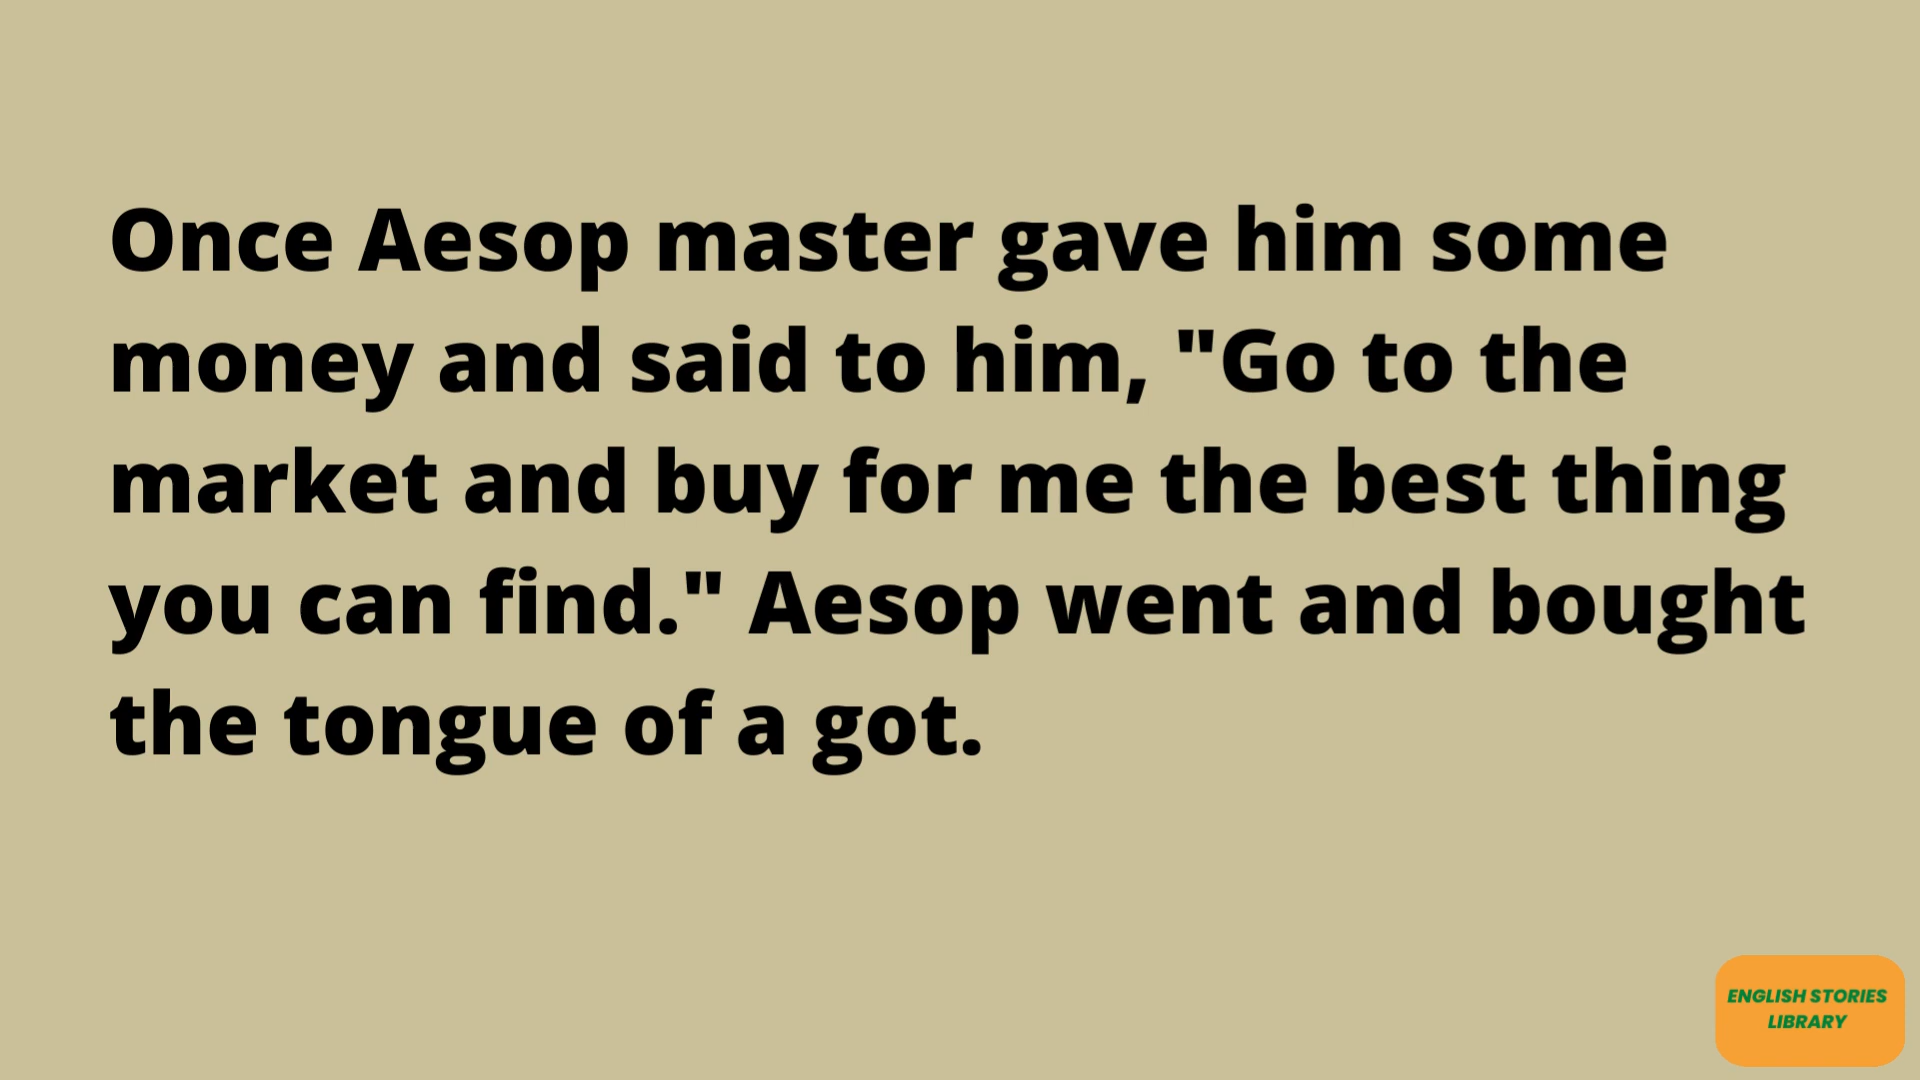 Once Aesop master gave him some
money and said to him, "Go to the
market and buy for me the best thing
you can find." Aesop went and bought
the tongue of a got.
ENGLISH STORIES
LIBRARY